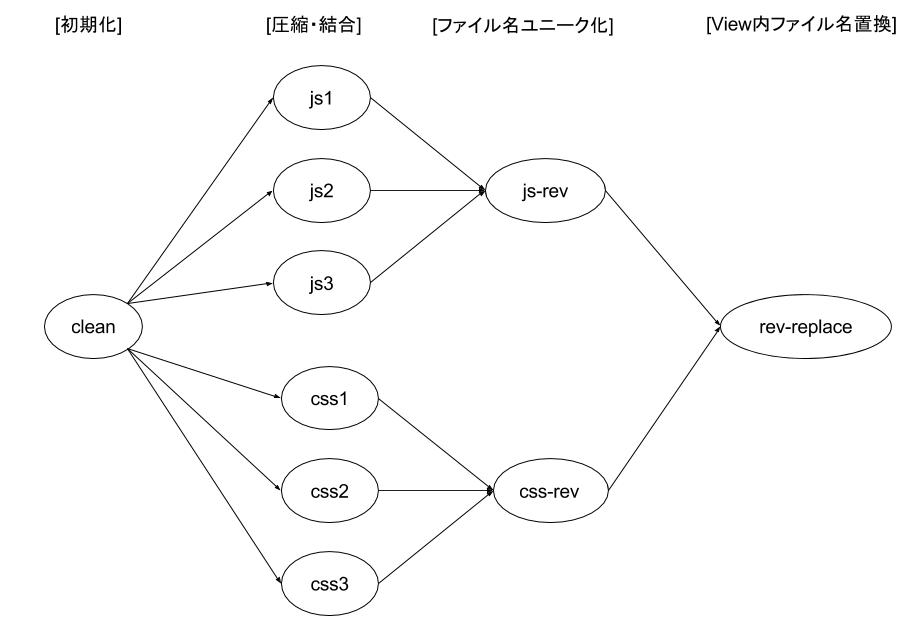 [初期化]
[圧縮・結合]
[ファイル名ユニーク化]
[View内ファイル名置換]
js1
js2
js-rev
js3
clean
rev-replace
css1
css2
css-rev
css3